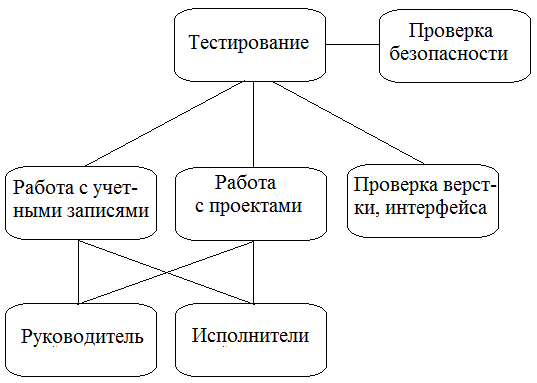 Тестирование
Проверка
безопасности
Работа с учет-
ными записями
Работа
с проектами
Проверка верст-
ки, интерфейса
Руководитель
Исполнители